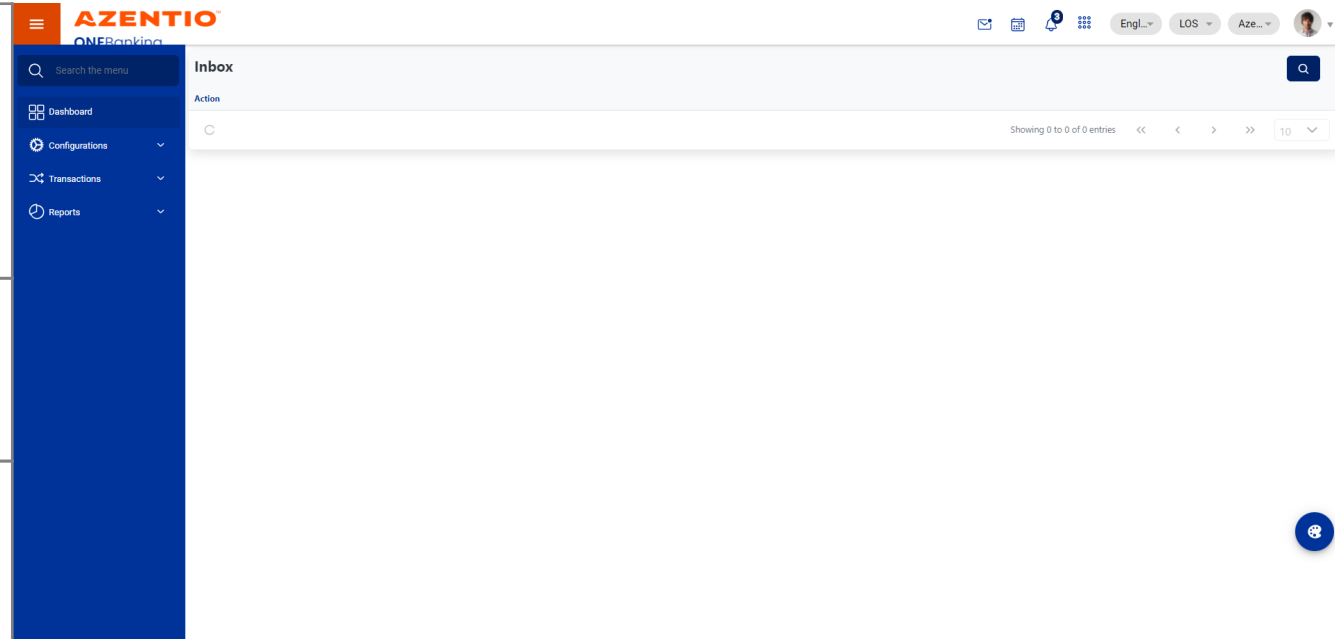 AZENTIO™
ONEBanking
3
Engl...
LOS
Aze...
Search the menu
Inbox
Action
Dashboard
Showing 0 to 0 of 0 entries
10
Configurations
Transactions
Reports